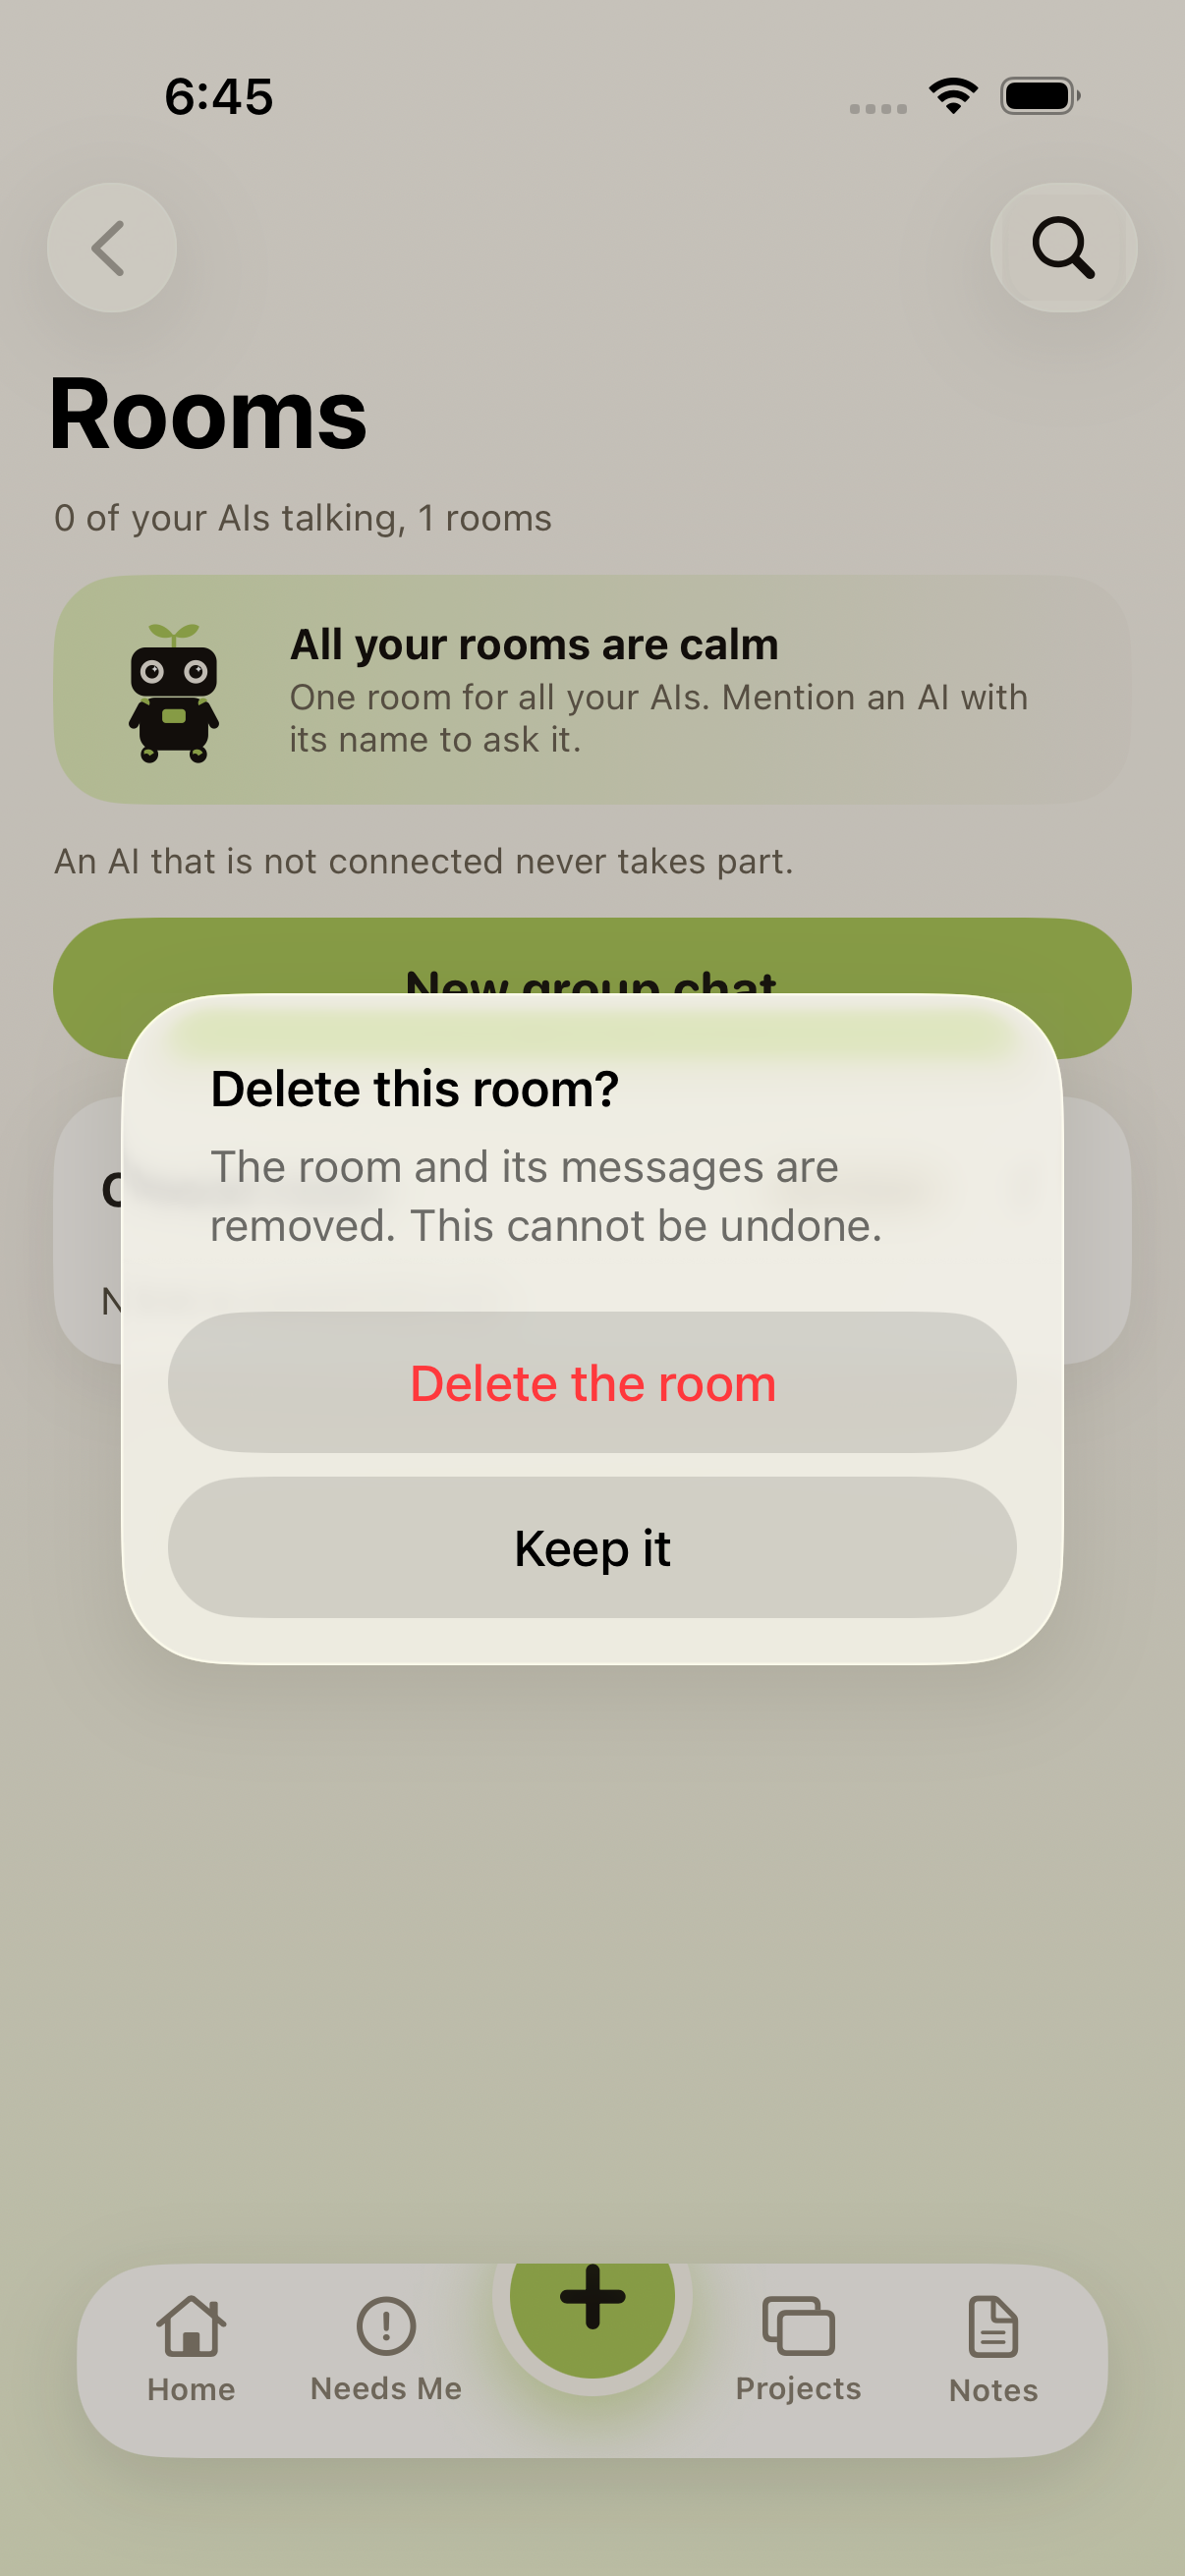 6:45
Rooms
0 of your AIs talking, 1 rooms
All your rooms are calm
One room for all your AIs. Mention an AI with
its name to ask it.
An AI that is not connected never takes part.
New group chat
Delete this room?
The room and its messages are
removed. This cannot be undone.
Delete the room
Keep it
Home
Needs Me
Projects
Notes